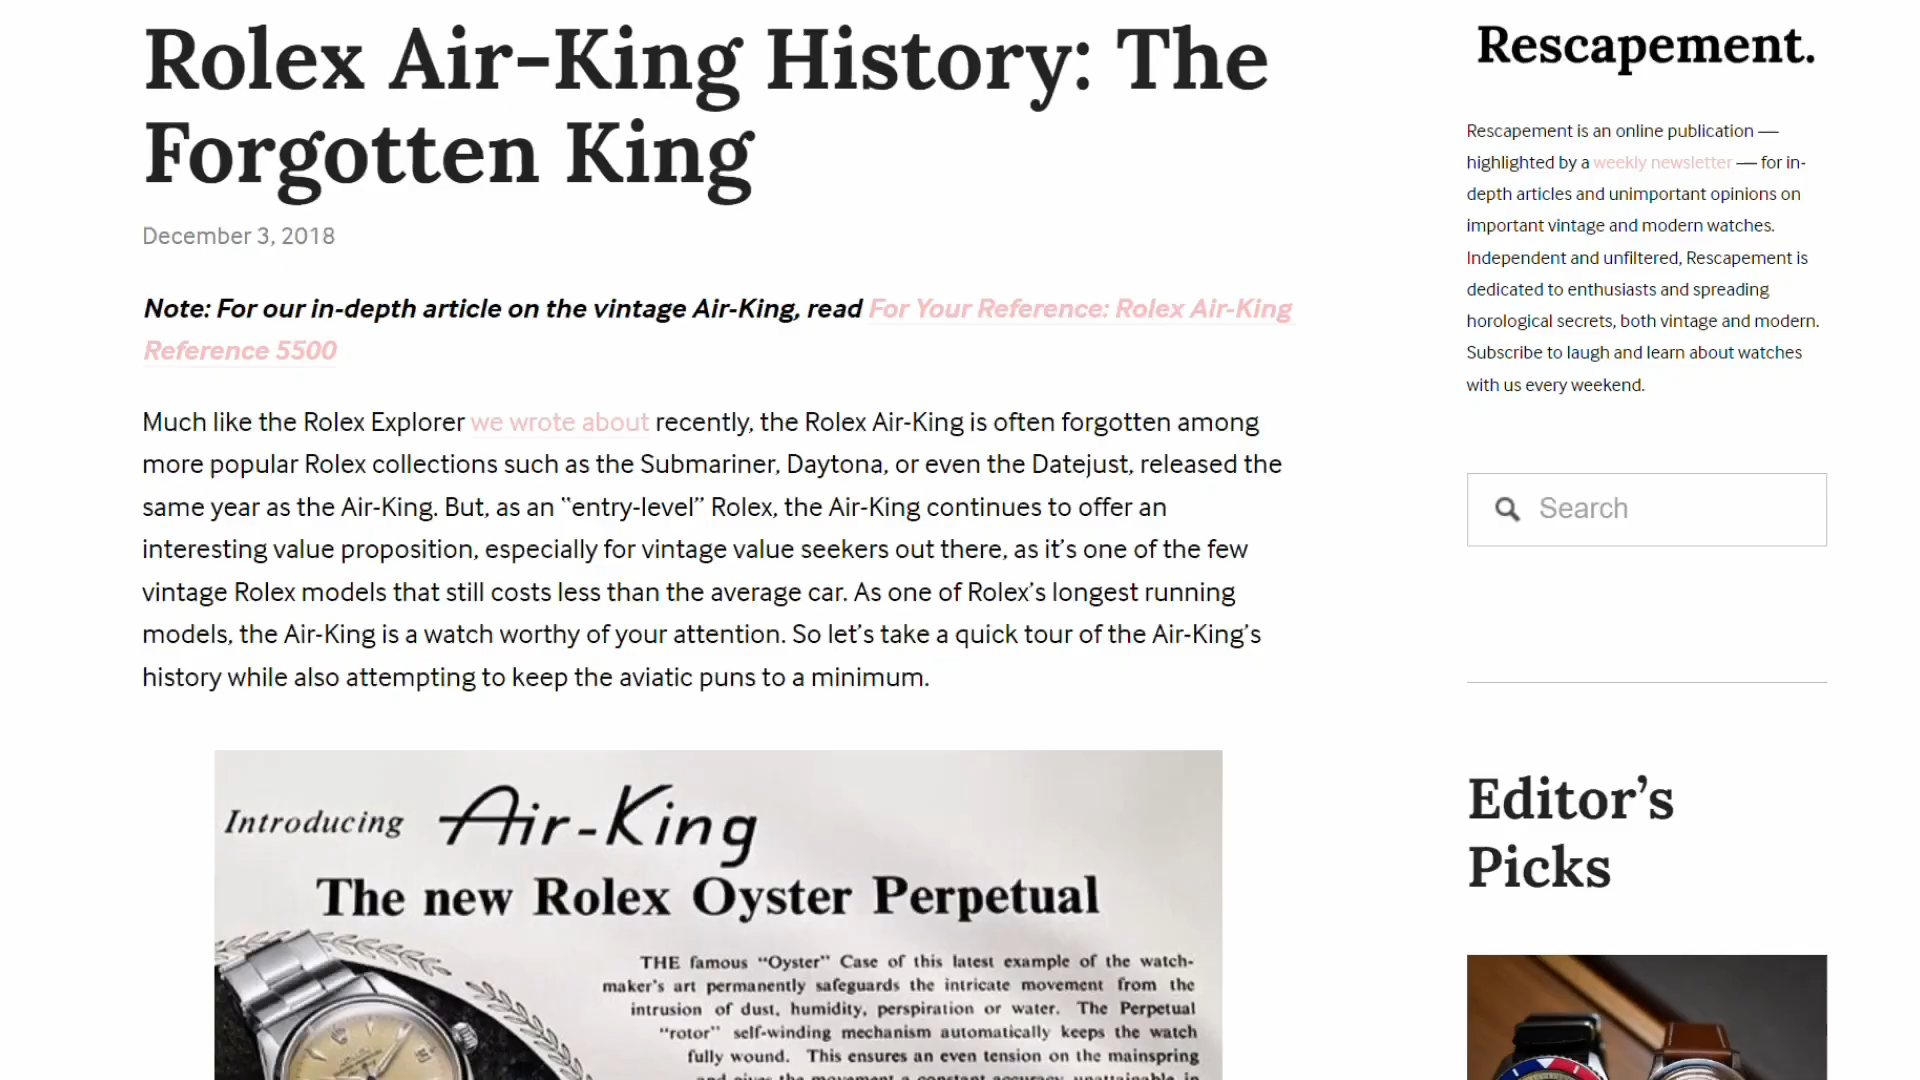 Rolex Air-King History: The
Forgotten King
December 3, 2018
Note: For our in-depth article on the vintage Air-King, read For Your Reference: Rolex Air-King
Reference 5500
Much like the Rolex Explorer we wrote about recently, the Rolex Air-King is often forgotten among
more popular Rolex collections such as the Submariner, Daytona, or even the Datejust, released the
same year as the Air-King. But, as an “entry-level” Rolex, the Air-King continues to offer an
interesting value proposition, especially for vintage value seekers out there, as it’s one of the few
vintage Rolex models that still costs less than the average car. As one of Rolex’s longest running
models, the Air-King is a watch worthy of your attention. So let’s take a quick tour of the Air-King’s
history while also attempting to keep the aviatic puns to a minimum.
Introducing Air-King
The new Rolex Oyster Perpetual
THE famous “Oyster” Case of this latest example of the watch-
maker’s art permanently safeguards the intricate movement from the
intrusion of dust, humidity, perspiration or water. The Perpetual
“rotor” self-winding mechanism automatically keeps the watch
fully wound. This ensures an even tension on the mainspring
and gives the movement a constant accuracy unattainable in
Rescapement.
Rescapement is an online publication —
highlighted by a weekly newsletter — for in-
depth articles and unimportant opinions on
important vintage and modern watches.
Independent and unfiltered, Rescapement is
dedicated to enthusiasts and spreading
horological secrets, both vintage and modern.
Subscribe to laugh and learn about watches
with us every weekend.
Search
Editor’s
Picks